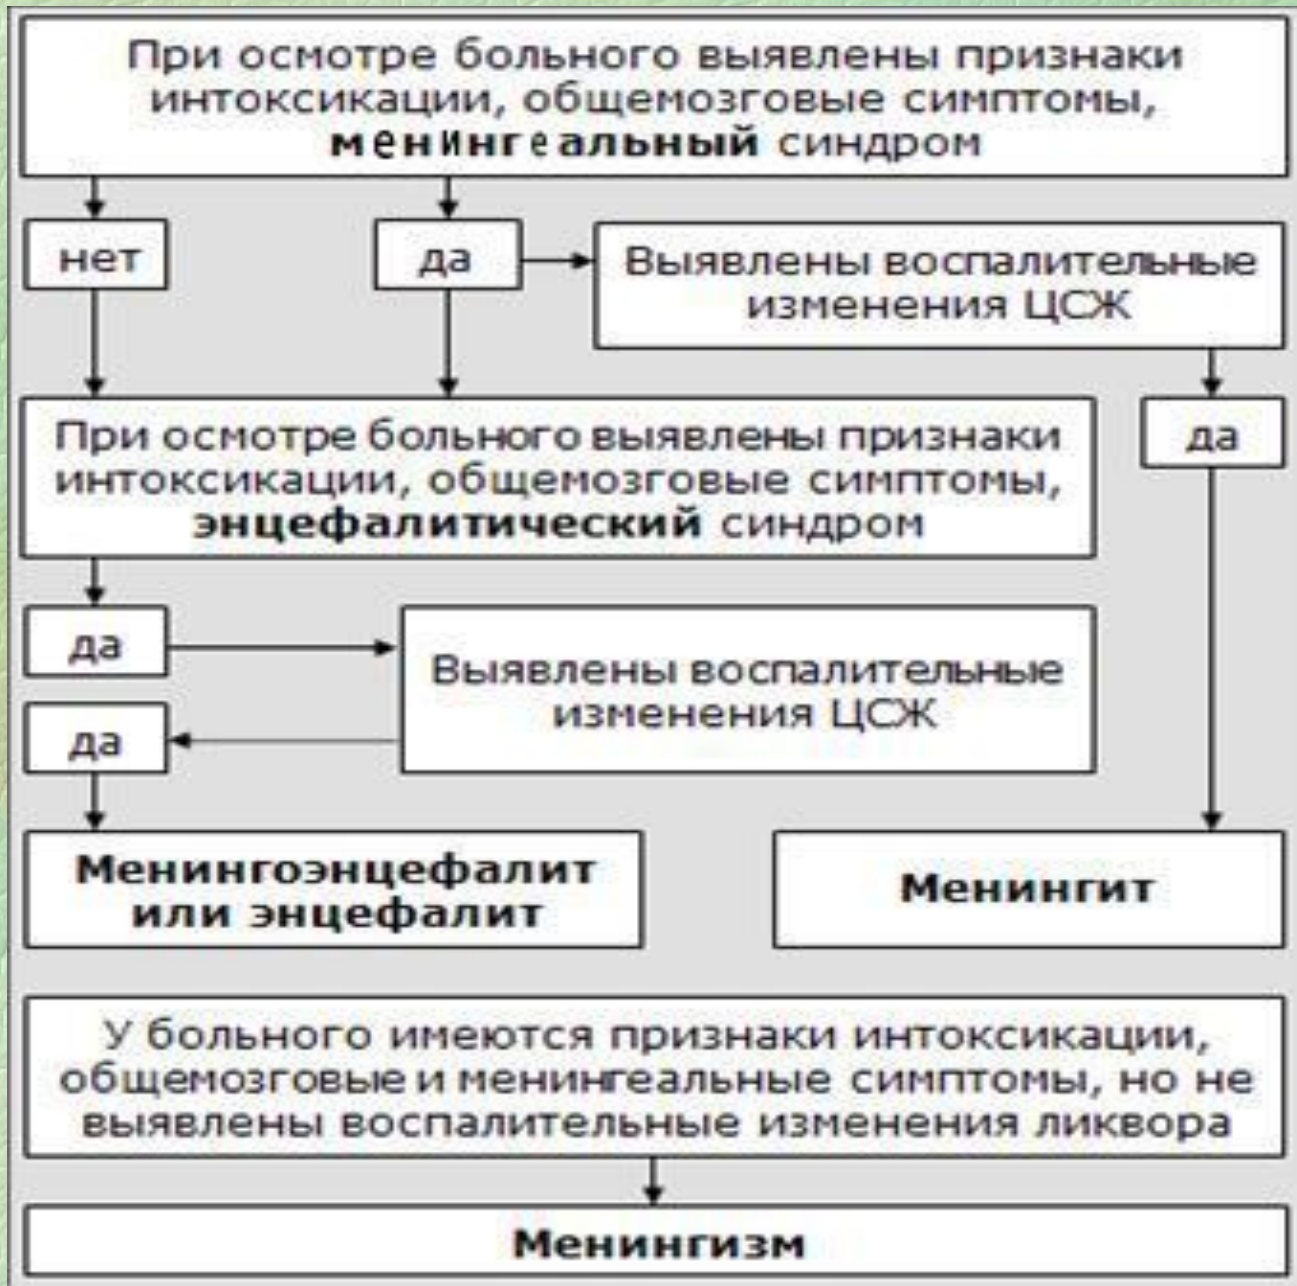 При осмотре больного выявлены признаки
интоксикации, общемозговые симптомы,
менингеальный синдром
нет
да
Выявлены воспалительные
изменения ЦСЖ
При осмотре больного выявлены признаки
интоксикации, общемозговые симптомы,
энцефалитический синдром
да
да
Выявлены воспалительные
изменения ЦСЖ
да
Менингоэнцефалит
или энцефалит
Менингит
У больного имеются признаки интоксикации,
общемозговые и менингеальные симптомы, но не
выявлены воспалительные изменения ликвора
Менингизм